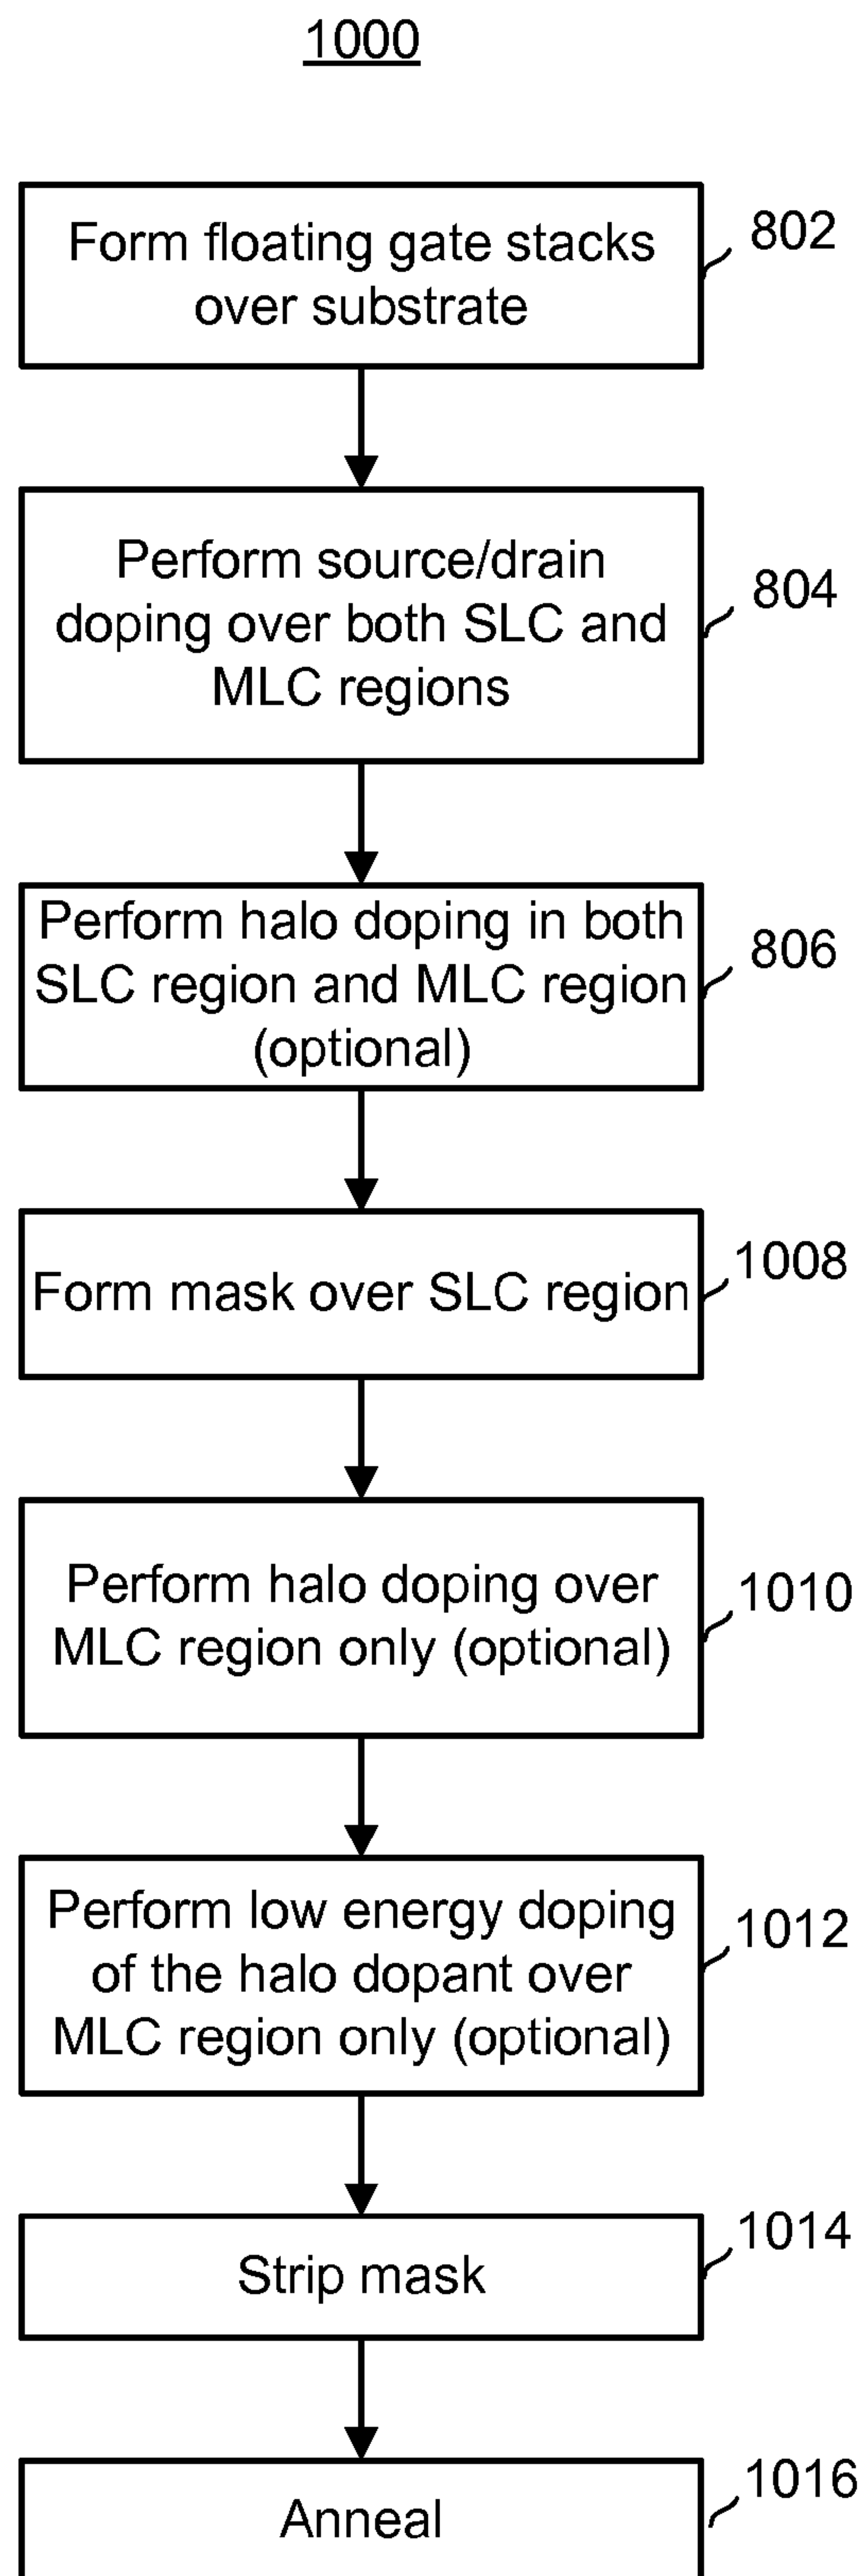 1000
Form floating gate stacks
over substrate
802
Perform source/drain
doping over both SLC and
MLC regions
804
Perform halo doping in both
SLC region and MLC region
(optional)
806
Form mask over SLC region
1008
Perform halo doping over
MLC region only (optional)
1010
Perform low energy doping
of the halo dopant over
MLC region only (optional)
1012
Strip mask
1014
Anneal
1016